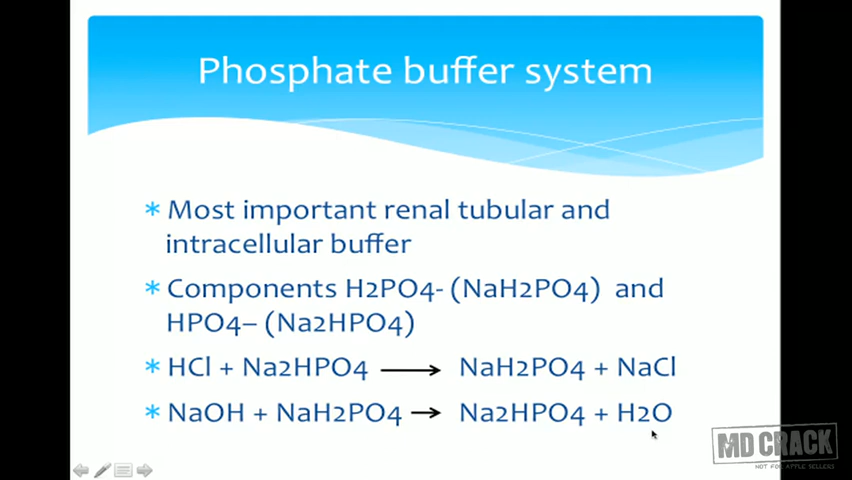 Phosphate buffer system
* Most important renal tubular and
intracellular buffer
* Components H2PO4- (NaH2PO4) and
HPO4– (Na2HPO4)
* HCl + Na2HPO4 → NaH2PO4 + NaCl
* NaOH + NaH2PO4 → Na2HPO4 + H2O
MD CRACK
NOT FOR APPLE SELLERS